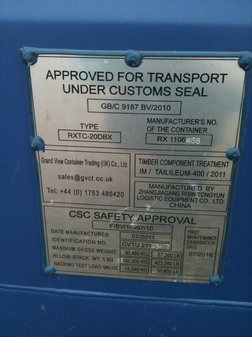 APPROVED FOR TRANSPORT
UNDER CUSTOMS SEAL
GB/C 9187 BV/2010
TYPE
RXTC-20DBX
MANUFACTURER'S NO.
OF THE CONTAINER
RX 1106
Grand View Container Trading (UK) Co., Ltd
sales@gvct.co.uk
Tel: +44 (0) 1753 480420
TIMBER COMPONENT TREATMENT
IM / TAILILEUM-400 / 2011
MANUFACTURED BY
ZHANGJIAGANG RUBIN TONGYUN
LOGISTIC EQUIPMENT CO., LTD
CHINA
CSC SAFETY APPROVAL
DATE MANUFACTURED 07/2011
IDENTIFICATION NO.
MAXIMUM GROSS WEIGHT
ALLOW. STACK. WT. 1.8G
RACKING TEST LOAD VALUE
FIRST
MAINTENANCE
EXAMINATION
DATE
07/2016